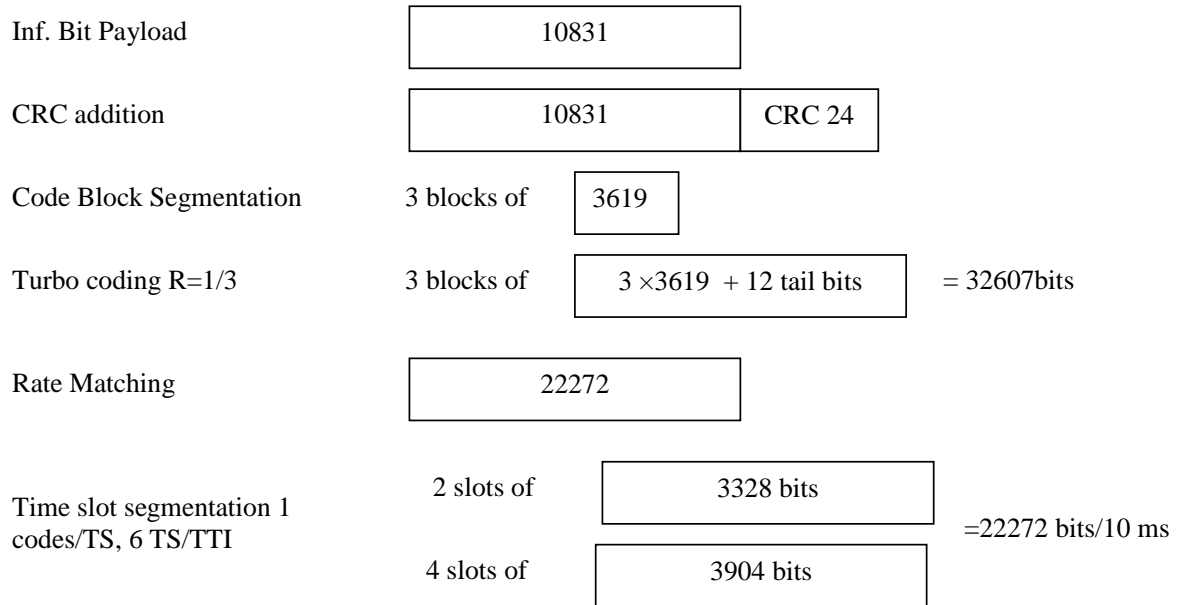 Inf. Bit Payload 10831
CRC addition 10831 CRC 24
Code Block Segmentation 3 blocks of 3619
Turbo coding R=1/3 3 blocks of 3 ×3619 + 12 tail bits = 32607bits
Rate Matching 22272
2 slots of 3328 bits
Time slot segmentation 1
codes/TS, 6 TS/TTI
=22272 bits/10 ms
4 slots of 3904 bits